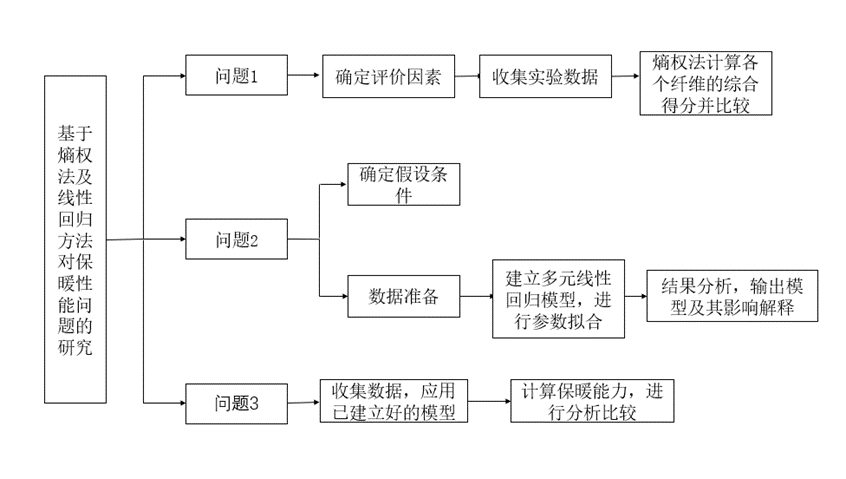 基于
熵权
法及
线性
回归
方法
对保
暖性
能问
题的
研究
问题1
确定评价因素
收集实验数据
熵权法计算各
个纤维的综合
得分并比较
问题2
确定假设条
件
数据准备
建立多元线性
回归模型，进
行参数拟合
结果分析，输出模
型及其影响解释
问题3
收集数据，应用
已建立好的模型
计算保暖能力，进
行分析比较